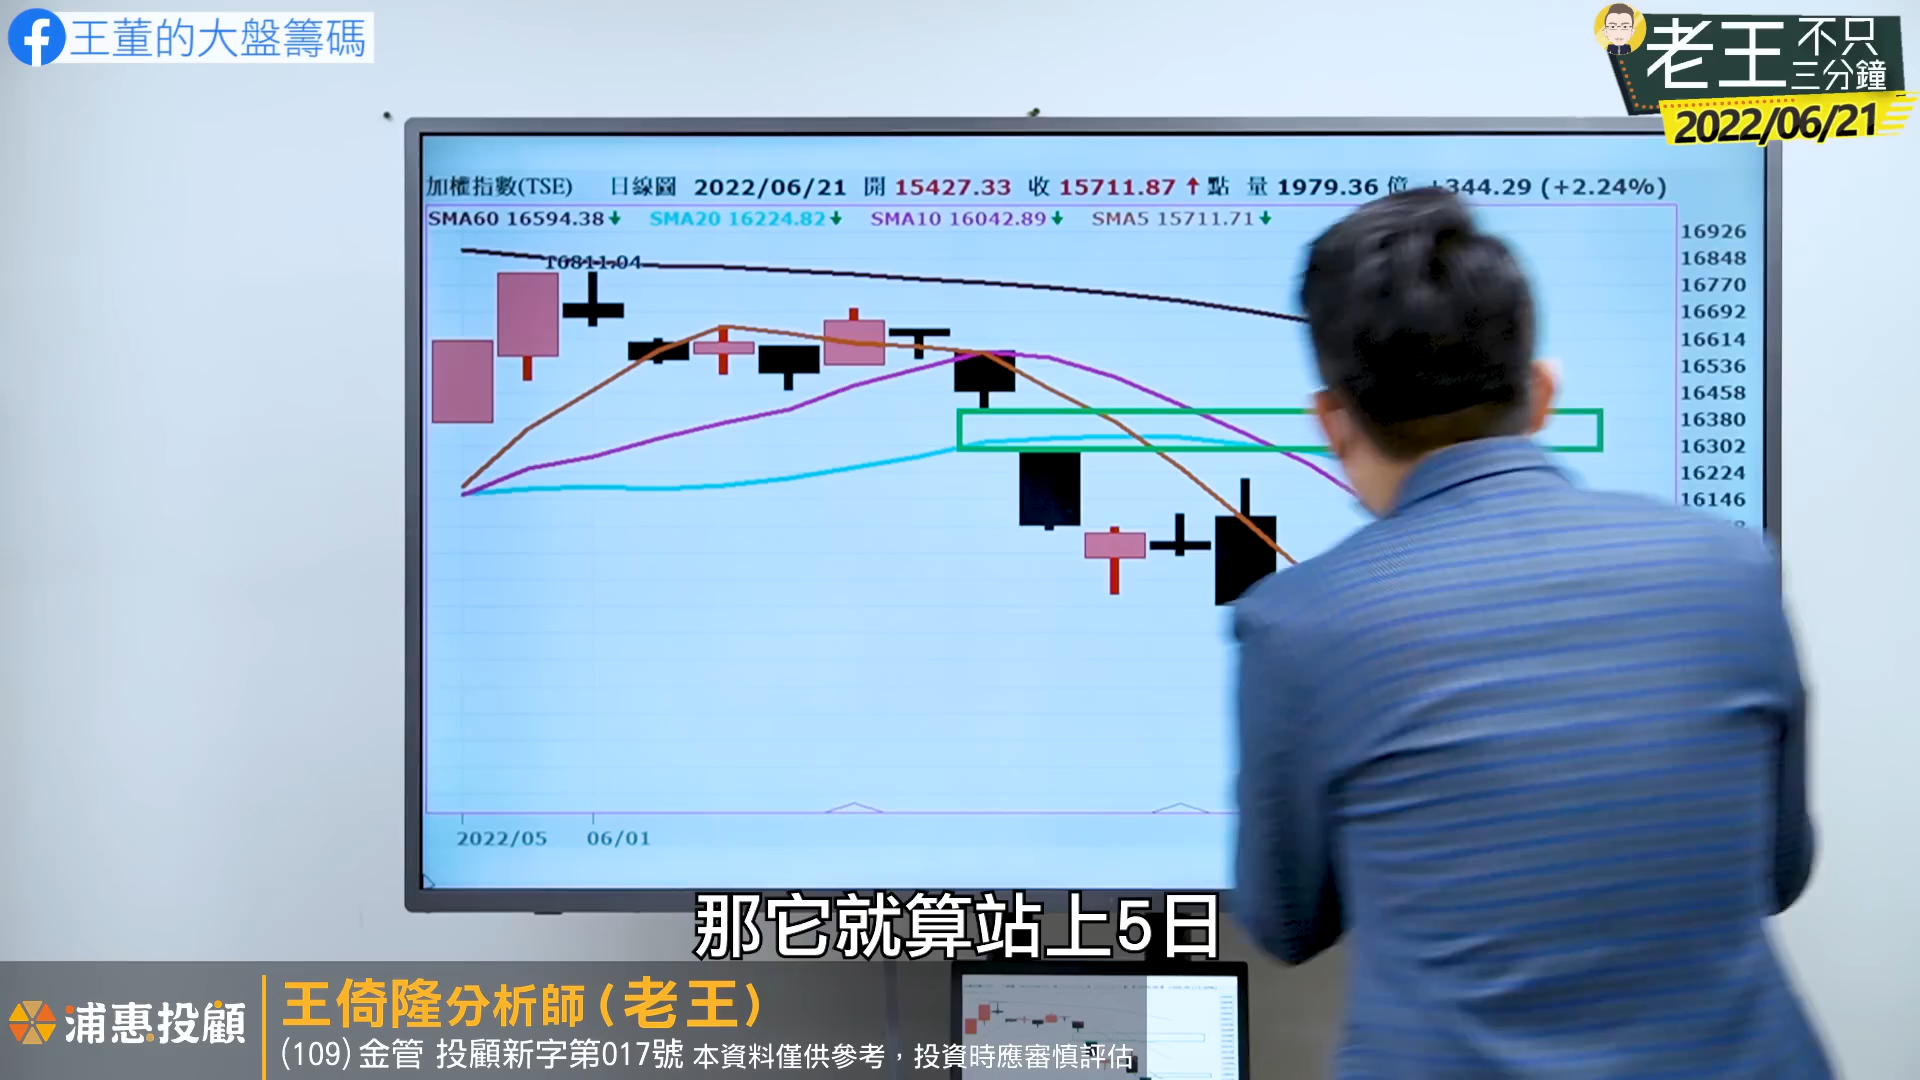 王董的大盤籌碼
老王 不只三分鐘
2022/06/21
加權指數(TSE) 日線圖 2022/06/21 開 15427.33 收 15711.87 ↑ 點 量 1979.36 億 +344.29 (+2.24%)
SMA60 16594.38↓ SMA20 16224.82↓ SMA10 16042.89↓ SMA5 15711.71↓
16811.04
16926
16848
16770
16692
16614
16536
16458
16380
16302
16224
16146
2022/05 06/01
那它就算站上5日
浦惠投顧
王倚隆分析師(老王)
(109)金管 投顧新字第017號 本資料僅供參考，投資時應審慎評估